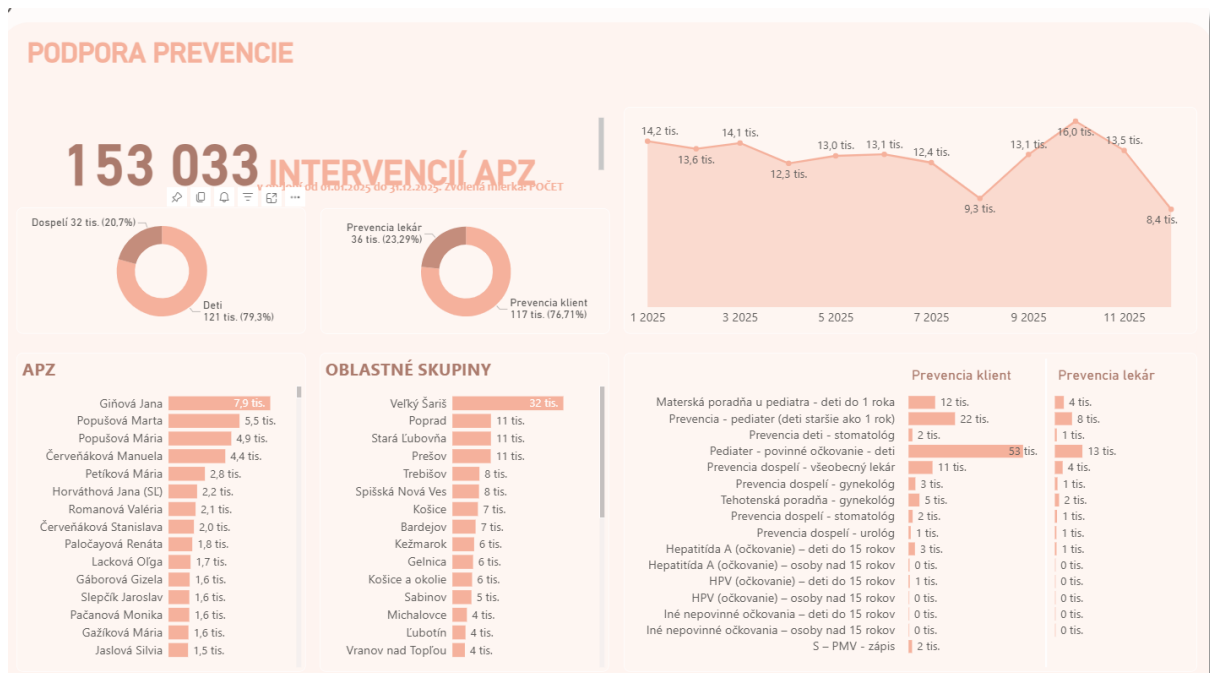 PODPORA PREVENCIE
153 033 INTERVENCIÍ APZ
v období od 01.01.2025 do 31.12.2025. Zvolená mierka: POČET
Dospelí 32 tis. (20,7%)
Deti
121 tis. (79,3%)
Prevencia lekár
36 tis. (23,29%)
Prevencia klient
117 tis. (76,71%)
14,2 tis.
13,6 tis.
14,1 tis.
12,3 tis.
13,0 tis.
13,1 tis.
12,4 tis.
9,3 tis.
13,1 tis.
16,0 tis.
13,5 tis.
8,4 tis.
1 2025 3 2025 5 2025 7 2025 9 2025 11 2025
APZ
Giňová Jana 7,9 tis.
Popušová Marta 5,5 tis.
Popušová Mária 4,9 tis.
Červeňáková Manuela 4,4 tis.
Petíková Mária 2,8 tis.
Horváthová Jana (SĽ) 2,2 tis.
Romanová Valéria 2,1 tis.
Červeňáková Stanislava 2,0 tis.
Paločayová Renáta 1,8 tis.
Lacková Oľga 1,7 tis.
Gáborová Gizela 1,6 tis.
Slepčík Jaroslav 1,6 tis.
Pačanová Monika 1,6 tis.
Gažíková Mária 1,6 tis.
Jaslová Silvia 1,5 tis.
OBLASTNÉ SKUPINY
Veľký Šariš 32 tis.
Poprad 11 tis.
Stará Ľubovňa 11 tis.
Prešov 11 tis.
Trebišov 8 tis.
Spišská Nová Ves 8 tis.
Košice 7 tis.
Bardejov 7 tis.
Kežmarok 6 tis.
Gelnica 6 tis.
Košice a okolie 6 tis.
Sabinov 5 tis.
Michalovce 4 tis.
Ľubotín 4 tis.
Vranov nad Topľou 4 tis.
Prevencia klient Prevencia lekár
Materská poradňa u pediatra - deti do 1 roka 12 tis. 4 tis.
Prevencia - pediater (deti staršie ako 1 rok) 22 tis. 8 tis.
Prevencia deti - stomatológ 2 tis. 1 tis.
Pediater - povinné očkovanie - deti 53 tis. 13 tis.
Prevencia dospelí - všeobecný lekár 11 tis. 4 tis.
Prevencia dospelí - gynekológ 3 tis. 1 tis.
Tehotenská poradňa - gynekológ 5 tis. 2 tis.
Prevencia dospelí - stomatológ 2 tis. 1 tis.
Prevencia dospelí - urológ 1 tis. 1 tis.
Hepatitída A (očkovanie) – deti do 15 rokov 3 tis. 1 tis.
Hepatitída A (očkovanie) – osoby nad 15 rokov 0 tis. 0 tis.
HPV (očkovanie) – deti do 15 rokov 1 tis. 0 tis.
HPV (očkovanie) – osoby nad 15 rokov 0 tis. 0 tis.
Iné nepovinné očkovania – deti do 15 rokov 0 tis. 0 tis.
Iné nepovinné očkovania – osoby nad 15 rokov 0 tis. 0 tis.
S – PMV - zápis 2 tis.